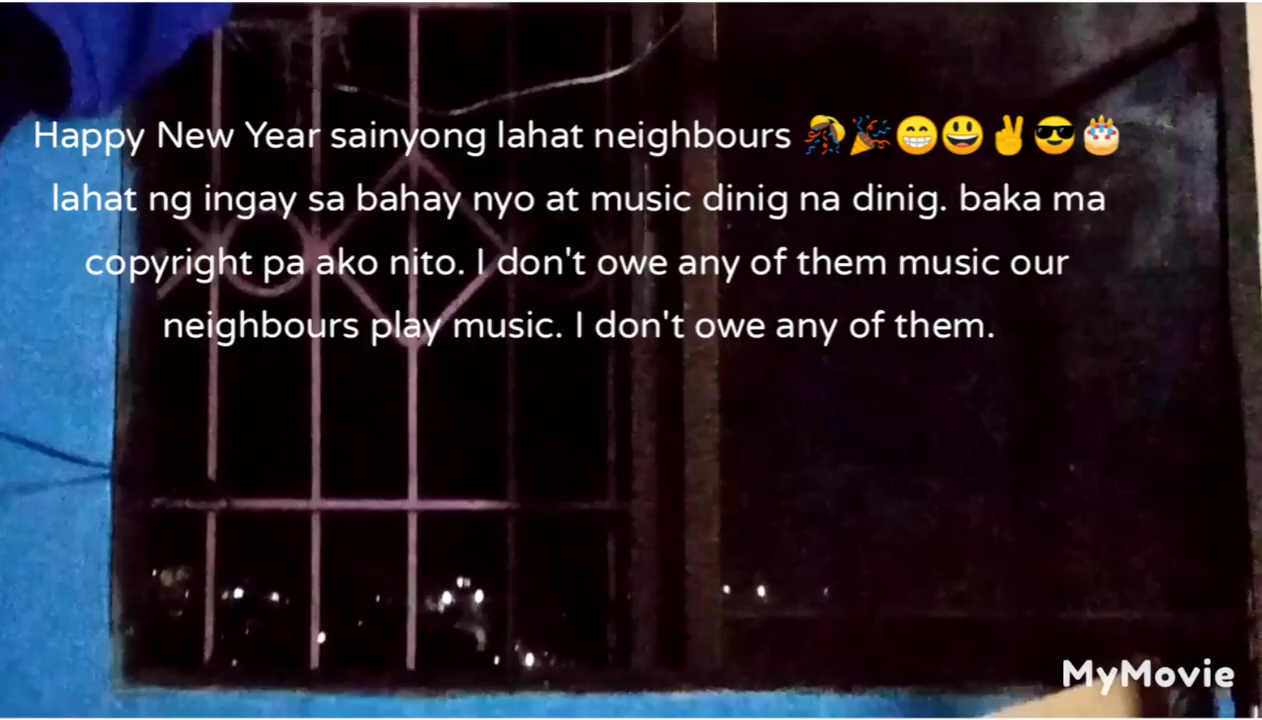 Happy New Year sainyong lahat neighbours 🎊🎉😁😃✌️😎🎂
lahat ng ingay sa bahay nyo at music dinig na dinig. baka ma
copyright pa ako nito. I don't owe any of them music our
neighbours play music. I don't owe any of them.
MyMovie